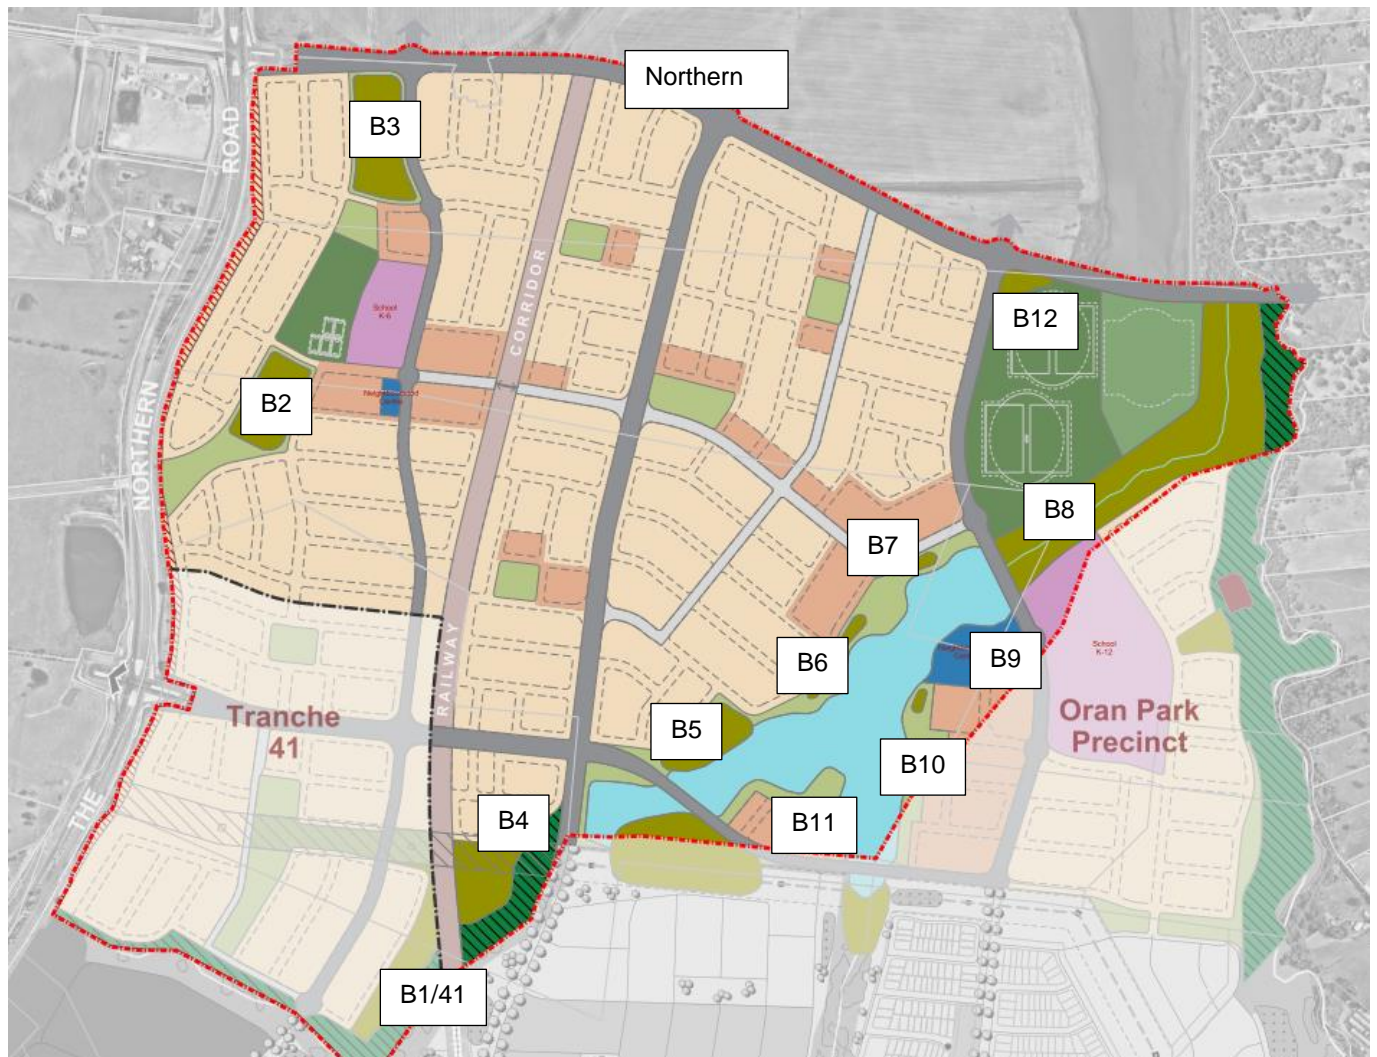 Northern
B3
ROAD
CORRIDOR
School
K-6
B12
B2
NORTHERN
B8
B7
RAILWAY
B6
B9
School
K-12
Tranche
41
B5
Oran Park
Precinct
B10
THE
B4
B11
B1/41